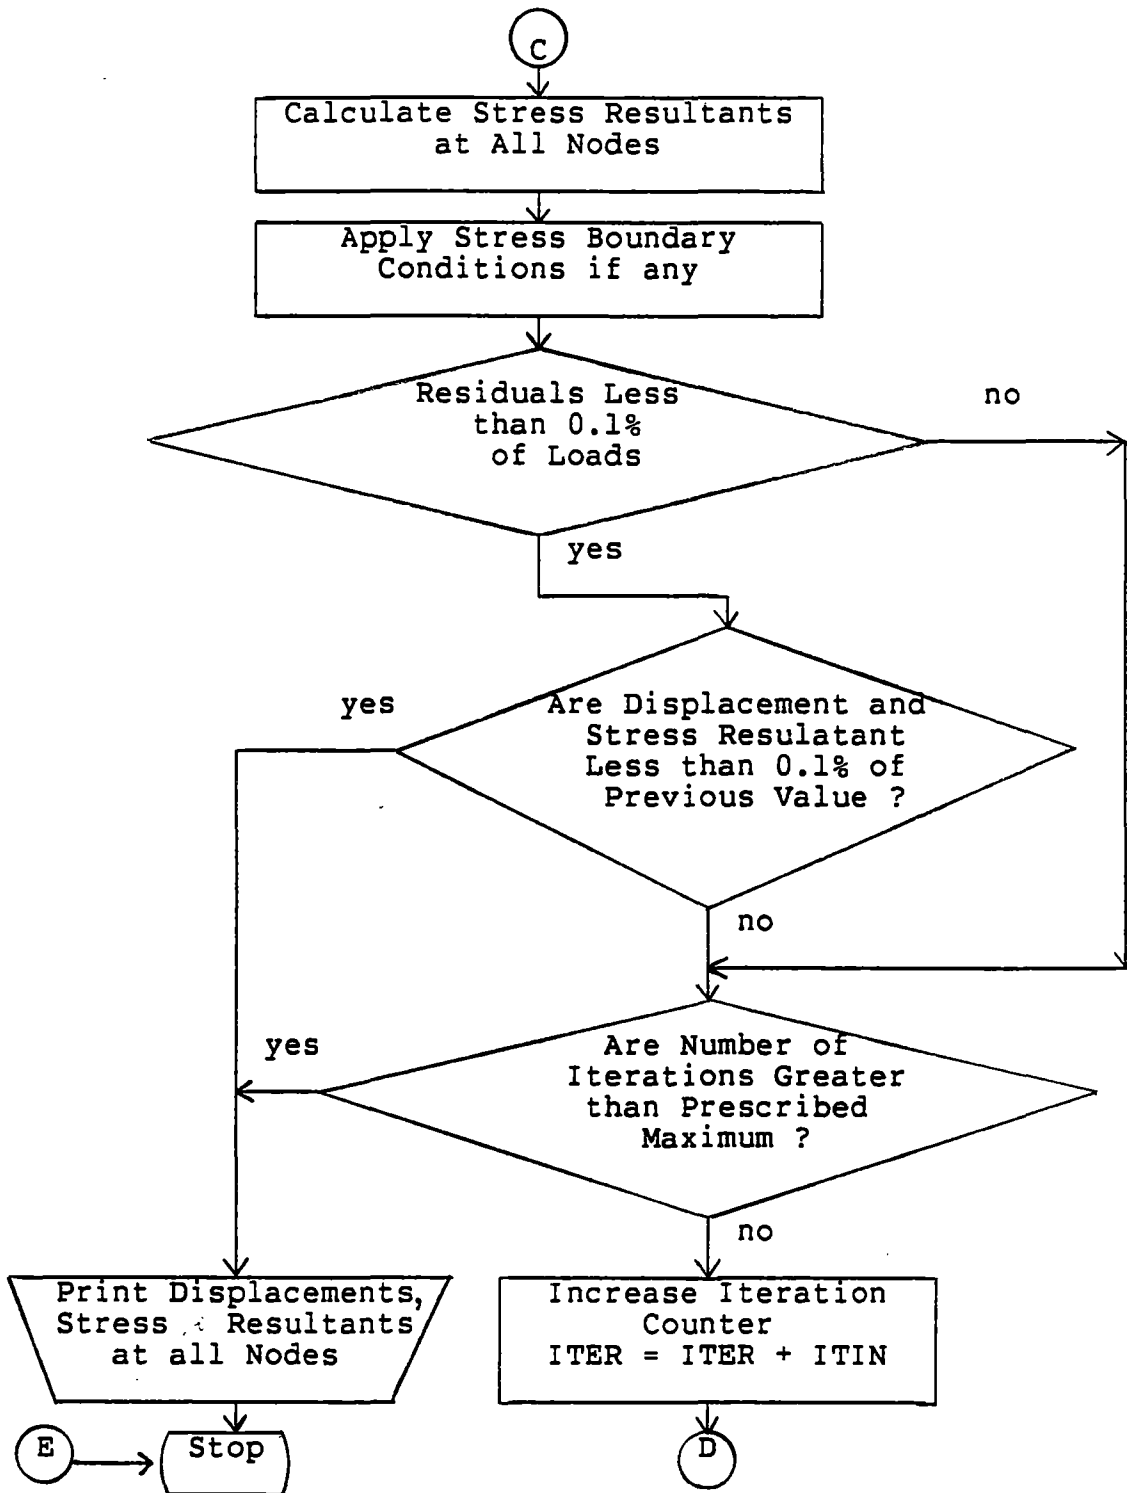 C
Calculate Stress Resultants
at All Nodes
Apply Stress Boundary
Conditions if any
Residuals Less
than 0.1%
of Loads
no
yes
yes
Are Displacement and
Stress Resulatant
Less than 0.1% of
Previous Value ?
no
yes
Are Number of
Iterations Greater
than Prescribed
Maximum ?
no
Print Displacements,
Stress Resultants
at all Nodes
Increase Iteration
Counter
ITER = ITER + ITIN
E
Stop
D